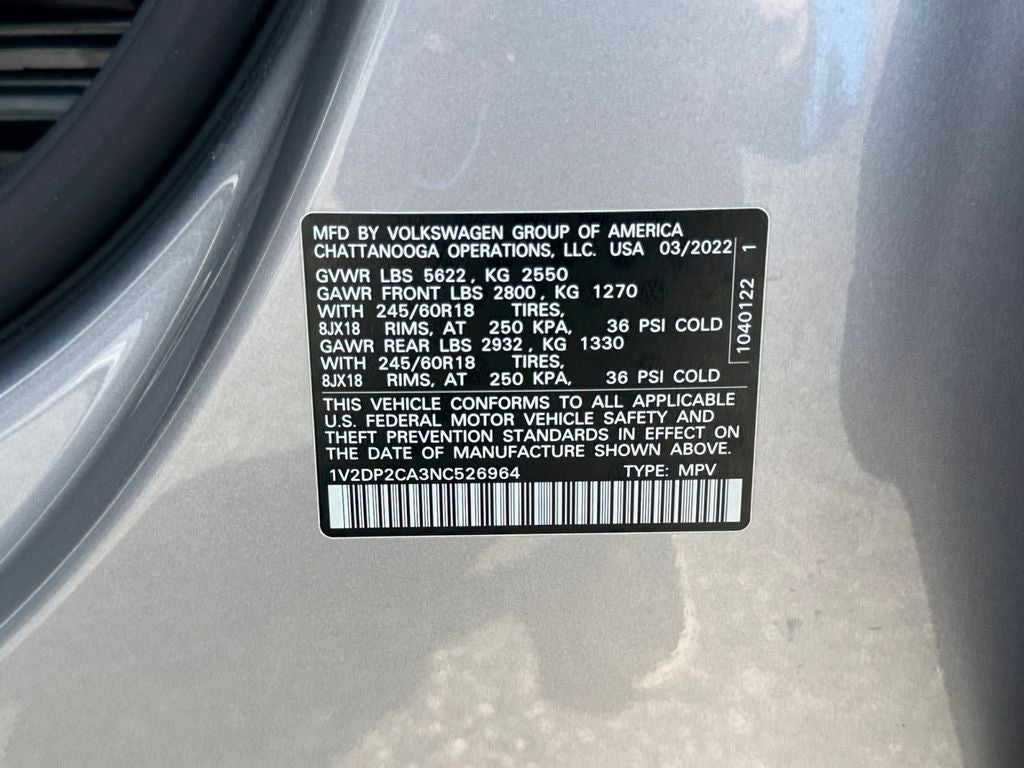 MFD BY VOLKSWAGEN GROUP OF AMERICA
CHATTANOOGA OPERATIONS, LLC. USA 03/2022
GVWR LBS 5622, KG 2550
GAWR FRONT LBS 2800, KG 1270
WITH 245/60R18 TIRES,
8JX18 RIMS, AT 250 KPA, 36 PSI COLD
GAWR REAR LBS 2932, KG 1330
WITH 245/60R18 TIRES,
8JX18 RIMS, AT 250 KPA, 36 PSI COLD
1040122 1
THIS VEHICLE CONFORMS TO ALL APPLICABLE
U.S. FEDERAL MOTOR VEHICLE SAFETY AND
THEFT PREVENTION STANDARDS IN EFFECT ON
THE DATE OF MANUFACTURE SHOWN ABOVE.
1V2DP2CA3NC526964 TYPE: MPV